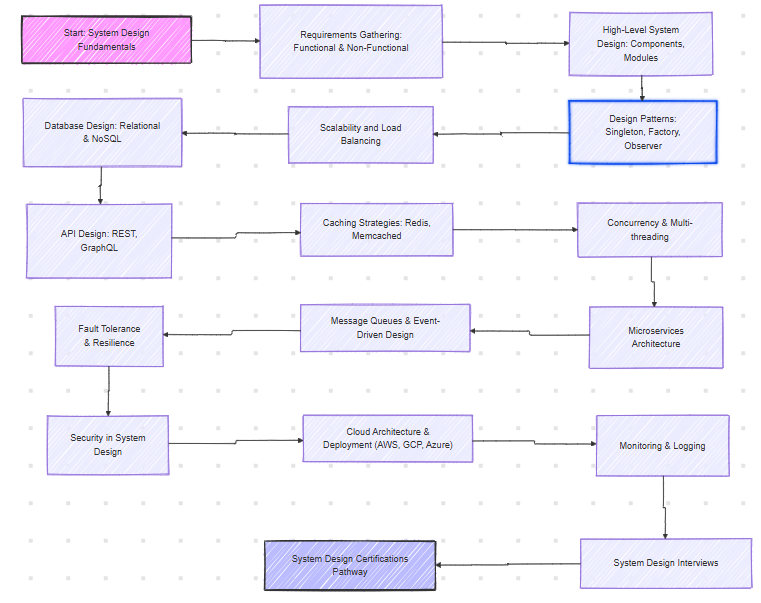 Start: System Design
Fundamentals
Requirements Gathering:
Functional & Non-Functional
High-Level System
Design: Components,
Modules
Design Patterns:
Singleton, Factory,
Observer
Scalability and Load
Balancing
Database Design: Relational
& NoSQL
API Design: REST,
GraphQL
Caching Strategies: Redis,
Memcached
Concurrency & Multi-
threading
Microservices
Architecture
Message Queues & Event-
Driven Design
Fault Tolerance
& Resilience
Security in System
Design
Cloud Architecture &
Deployment (AWS, GCP, Azure)
Monitoring & Logging
System Design Interviews
System Design Certifications
Pathway